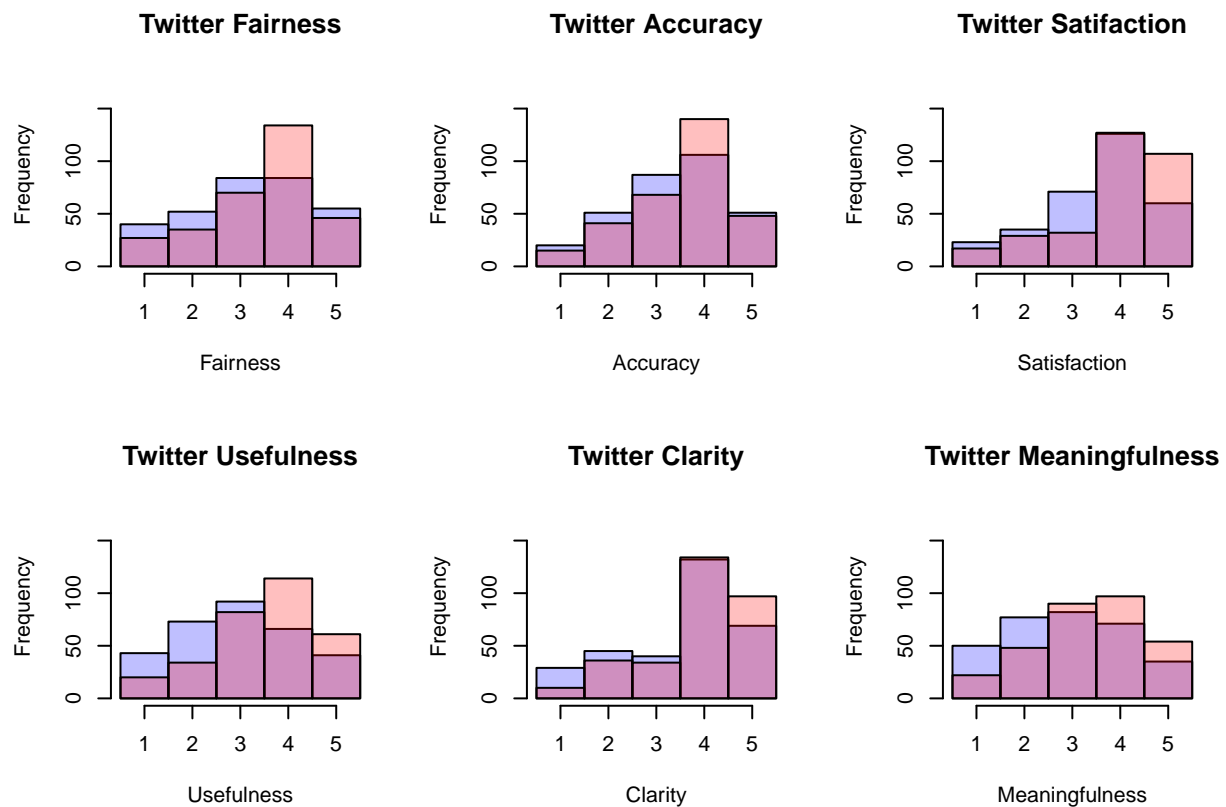 Twitter Fairness
Frequency
0 50 100
1 2 3 4 5
Fairness
Twitter Accuracy
Frequency
0 50 100
1 2 3 4 5
Accuracy
Twitter Satifaction
Frequency
0 50 100
1 2 3 4 5
Satisfaction
Twitter Usefulness
Frequency
0 50 100
1 2 3 4 5
Usefulness
Twitter Clarity
Frequency
0 50 100
1 2 3 4 5
Clarity
Twitter Meaningfulness
Frequency
0 50 100
1 2 3 4 5
Meaningfulness